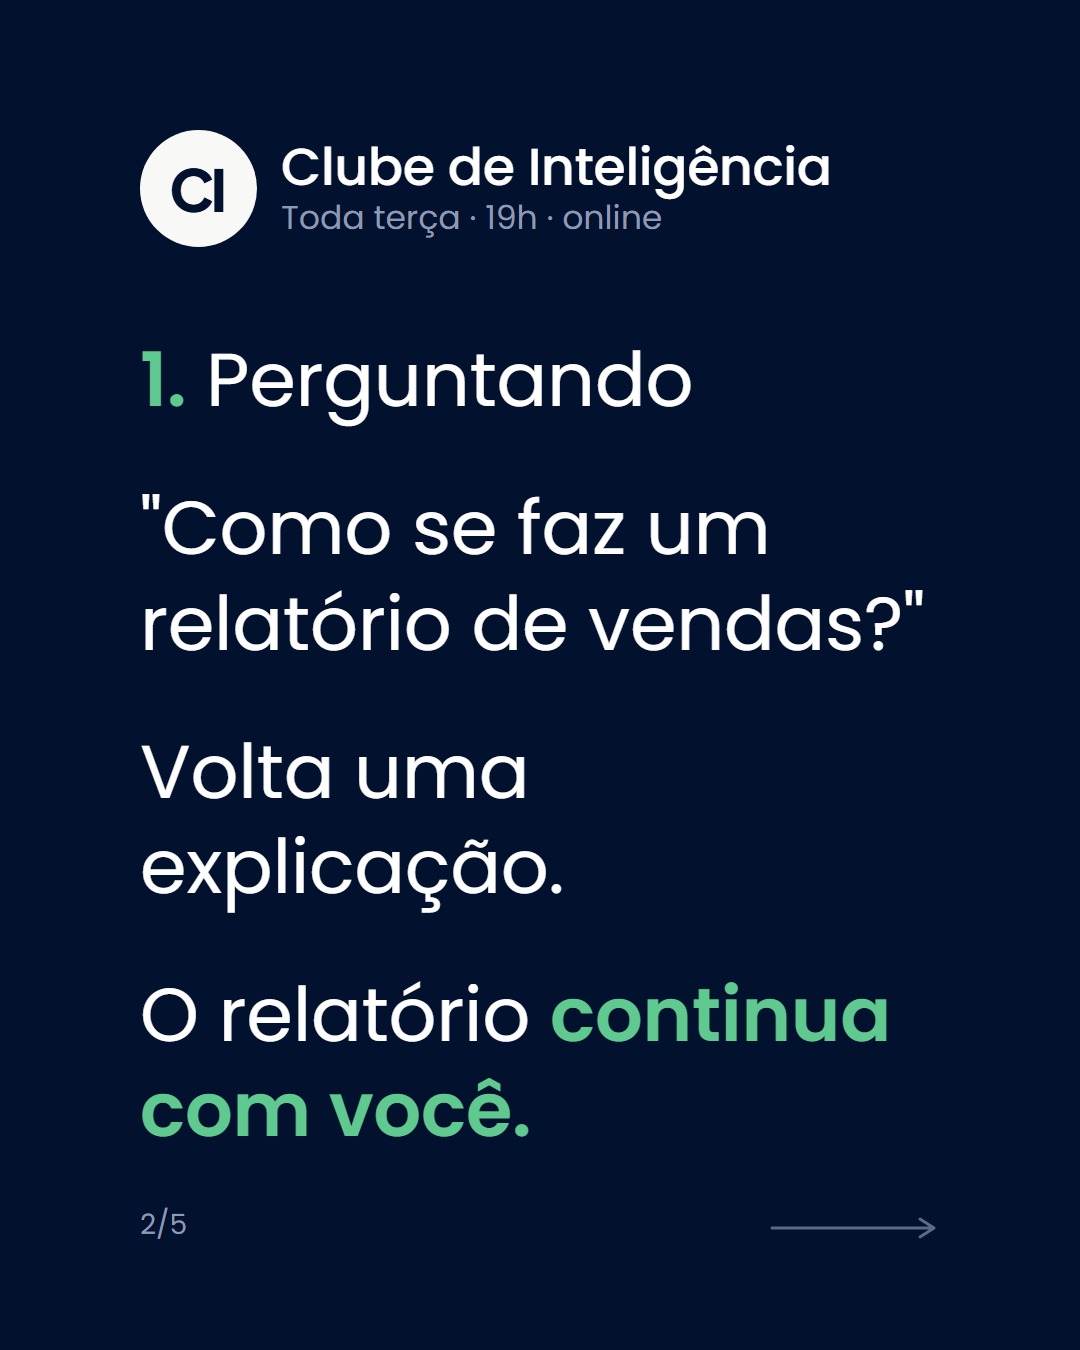 CI
Clube de Inteligência
Toda terça · 19h · online
1. Perguntando
"Como se faz um
relatório de vendas?"
Volta uma
explicação.
O relatório continua
com você.
2/5